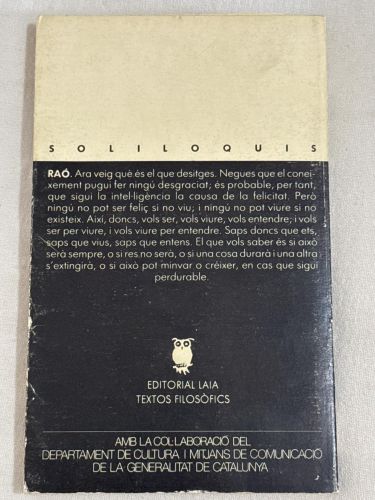 SOLILOQUIS
RAÓ. Ara veig què és el que desitges. Negues que el conei-
xement pugui fer ningú desgraciat; és probable, per tant,
que sigui la intel·ligència la causa de la felicitat. Però
ningú no pot ser feliç si no viu; i ningú no pot viure si no
existeix. Així, doncs, vols ser, vols viure, vols entendre; i vols
ser per viure, i vols viure per entendre. Saps doncs que ets,
saps que vius, saps que entens. El que vols saber és si això
serà sempre, o si res no serà, o si una cosa durarà i una altra
s'extingirà, o si això pot minvar o créixer, en cas que sigui
perdurable.
EDITORIAL LAIA
TEXTOS FILOSÒFICS
AMB LA COL·LABORACIÓ DEL
DEPARTAMENT DE CULTURA I MITJANS DE COMUNICACIÓ
DE LA GENERALITAT DE CATALUNYA